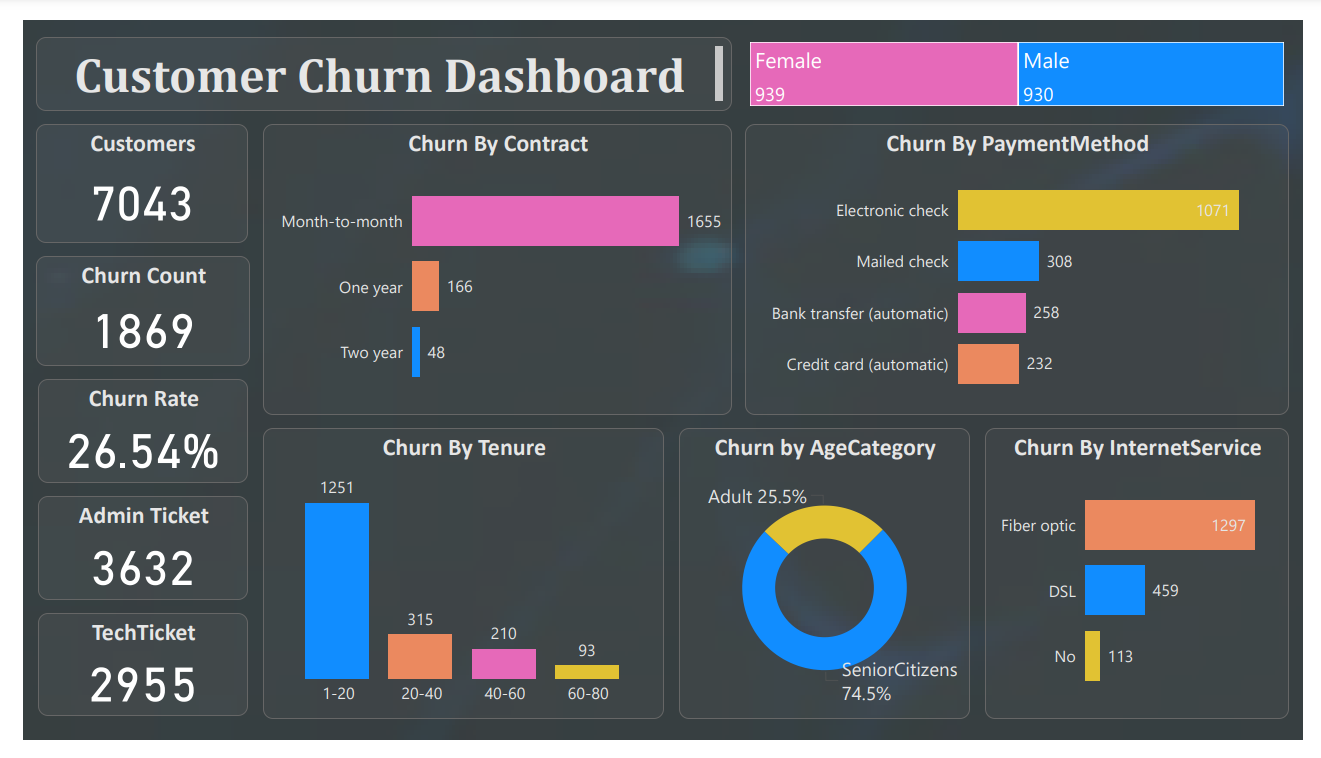 Customer Churn Dashboard
Female
939
Male
930
Customers
7043
Churn Count
1869
Churn Rate
26.54%
Admin Ticket
3632
TechTicket
2955
Churn By Contract
Month-to-month 1655
One year 166
Two year 48
Churn By PaymentMethod
Electronic check 1071
Mailed check 308
Bank transfer (automatic) 258
Credit card (automatic) 232
Churn By Tenure
1251
315
210
93
1-20
20-40
40-60
60-80
Churn by AgeCategory
Adult 25.5%
SeniorCitizens
74.5%
Churn By InternetService
Fiber optic 1297
DSL 459
No 113